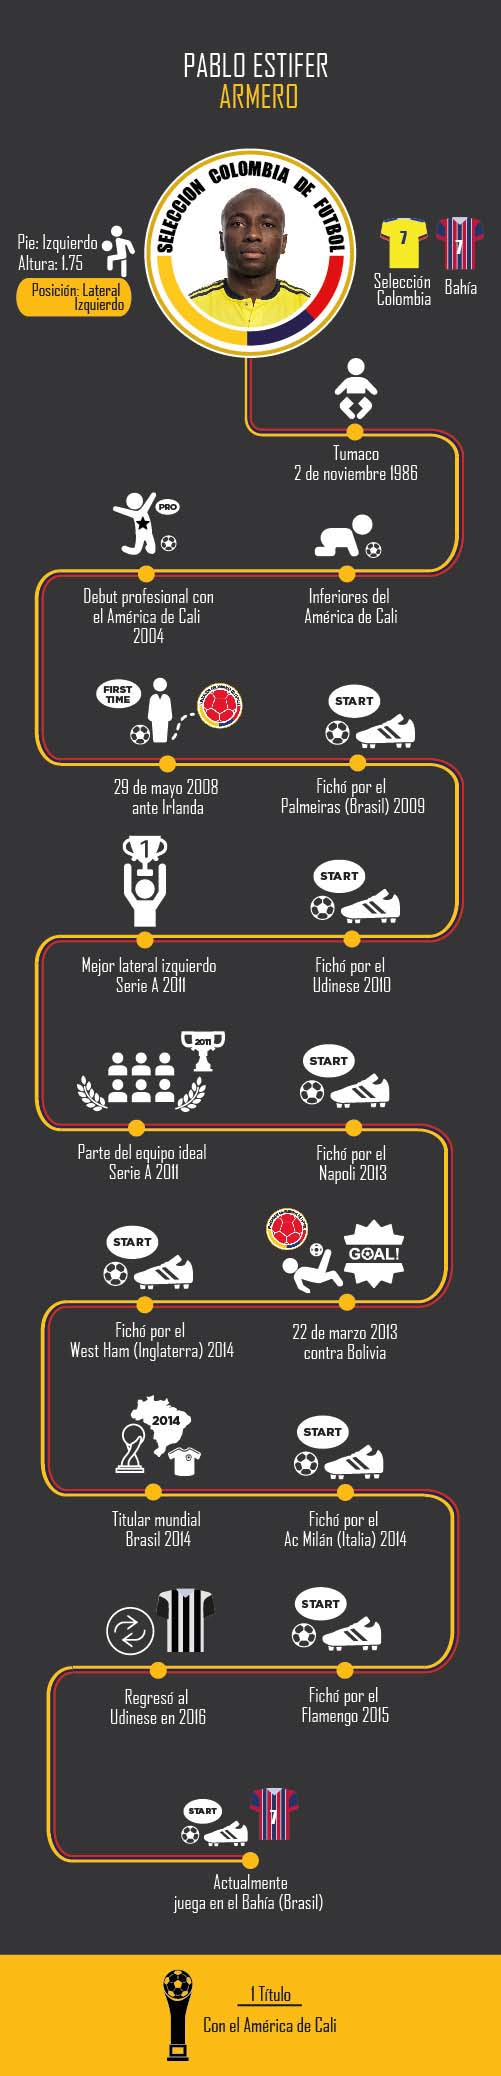 PABLO ESTIFER
ARMERO
SELECCION COLOMBIA DE FUTBOL
Pie: Izquierdo
Altura: 1.75
Posición: Lateral
Izquierdo
7
Selección
Colombia
7
Bahía
Tumaco
2 de noviembre 1986
PRO
Debut profesional con
el América de Cali
2004
Inferiores del
América de Cali
FIRST
TIME
29 de mayo 2008
ante Irlanda
START
Fichó por el
Palmeiras (Brasil) 2009
1
Mejor lateral izquierdo
Serie A 2011
START
Fichó por el
Udinese 2010
2011
Parte del equipo ideal
Serie A 2011
START
Fichó por el
Napoli 2013
START
Fichó por el
West Ham (Inglaterra) 2014
GOAL!
22 de marzo 2013
contra Bolivia
2014
Titular mundial
Brasil 2014
START
Fichó por el
Ac Milán (Italia) 2014
Regresó al
Udinese en 2016
START
Fichó por el
Flamengo 2015
START
7
Actualmente
juega en el Bahía (Brasil)
1 Título
Con el América de Cali